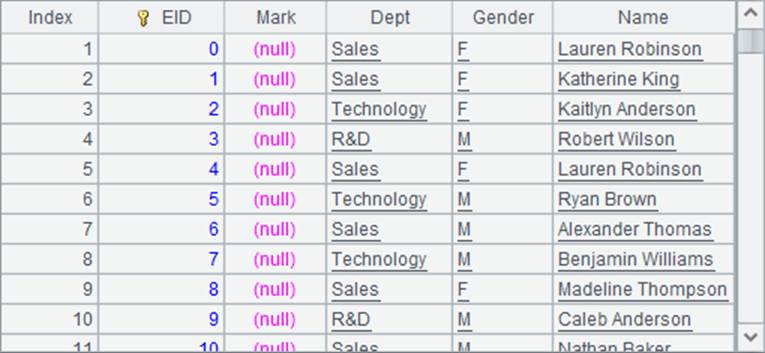 Index EID Mark Dept Gender Name
1 0 (null) Sales F Lauren Robinson
2 1 (null) Sales F Katherine King
3 2 (null) Technology F Kaitlyn Anderson
4 3 (null) R&D M Robert Wilson
5 4 (null) Sales F Lauren Robinson
6 5 (null) Technology M Ryan Brown
7 6 (null) Sales M Alexander Thomas
8 7 (null) Technology M Benjamin Williams
9 8 (null) Sales F Madeline Thompson
10 9 (null) R&D M Caleb Anderson
11 10 (null) Sales M Nathan Baker